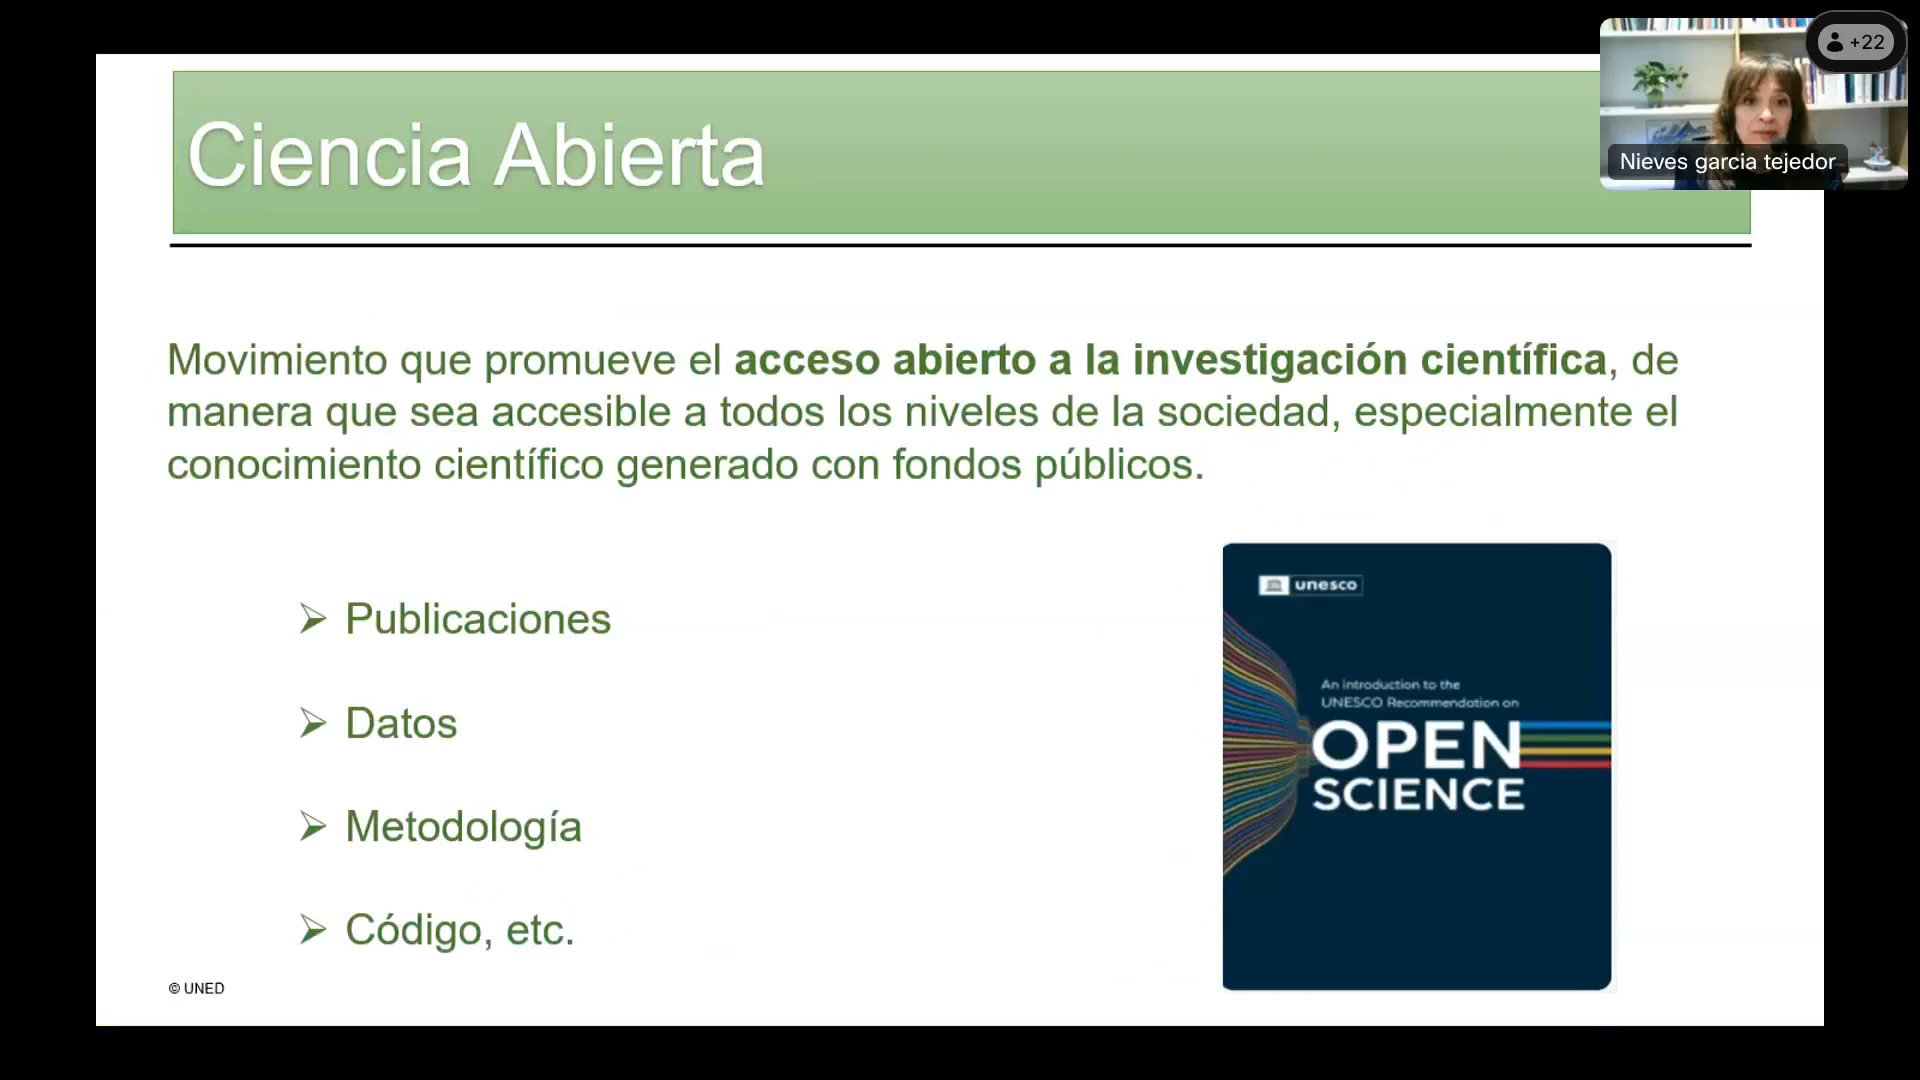 Ciencia Abierta
+22
Nieves garcia tejedor
Movimiento que promueve el acceso abierto a la investigación científica, de
manera que sea accesible a todos los niveles de la sociedad, especialmente el
conocimiento científico generado con fondos públicos.
➢ Publicaciones
➢ Datos
➢ Metodología
➢ Código, etc.
unesco
An introduction to the
UNESCO Recommendation on
OPEN
SCIENCE
© UNED